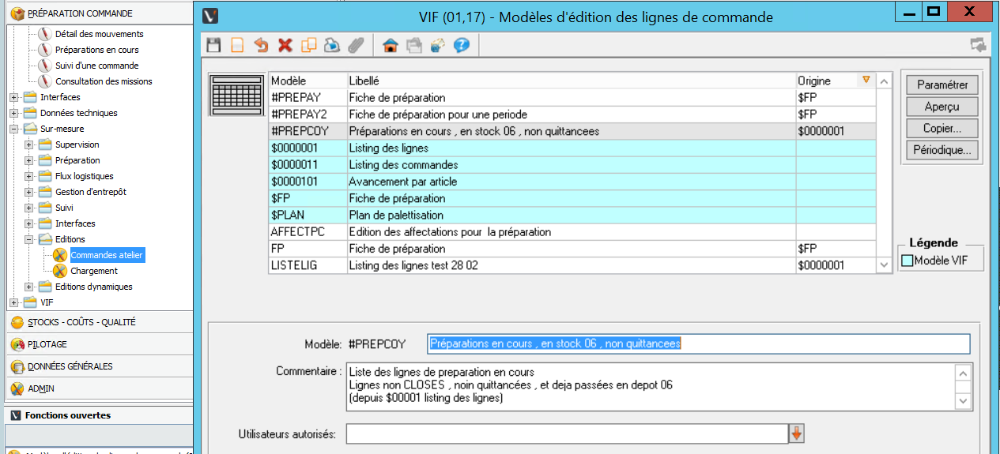 PRÉPARATION COMMANDE
Détail des mouvements
Préparations en cours
Suivi d'une commande
Consultation des missions
Interfaces
Données techniques
Sur-mesure
Supervision
Préparation
Flux logistiques
Gestion d'entrepôt
Suivi
Interfaces
Editions
Commandes atelier
Chargement
Editions dynamiques
VIF
STOCKS - COÛTS - QUALITÉ
PILOTAGE
DONNÉES GÉNÉRALES
ADMIN
Fonctions ouvertes
VIF (01,17) - Modèles d'édition des lignes de commande
Modèle Libellé Origine
#PREPAY Fiche de préparation $FP
#PREPAY2 Fiche de préparation pour une periode $FP
#PREPCOY Préparations en cours , en stock 06 , non quittancees $0000001
$0000001 Listing des lignes
$0000011 Listing des commandes
$0000101 Avancement par article
$FP Fiche de préparation
$PLAN Plan de palettisation
AFFECTPC Edition des affectations pour la préparation
FP Fiche de préparation $FP
LISTELIG Listing des lignes test 28 02 $0000001
Paramétrer
Aperçu
Copier...
Périodique...
Légende
Modèle VIF
Modèle: #PREPCOY Préparations en cours , en stock 06 , non quittancees
Commentaire : Liste des lignes de preparation en cours
Lignes non CLOSES , noin quittancées , et deja passées en depot 06
(depuis $00001 listing des lignes)
Utilisateurs autorisés: